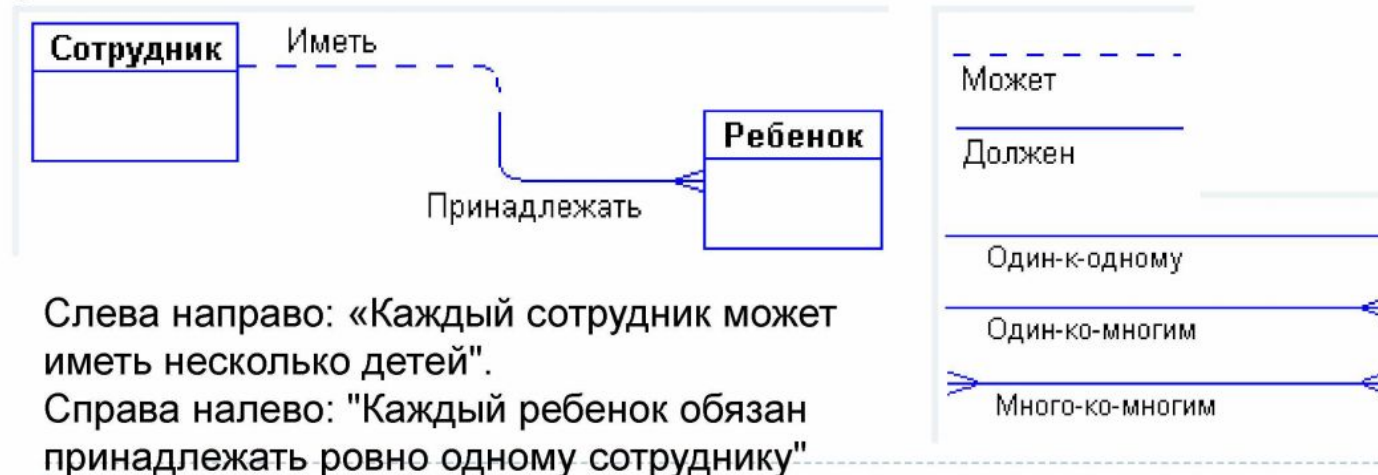 Сотрудник
Иметь
Ребенок
Принадлежать
Может
Должен
Один-к-одному
Один-ко-многим
Много-ко-многим
Слева направо: «Каждый сотрудник может
иметь несколько детей".
Справа налево: "Каждый ребенок обязан
принадлежать ровно одному сотруднику"